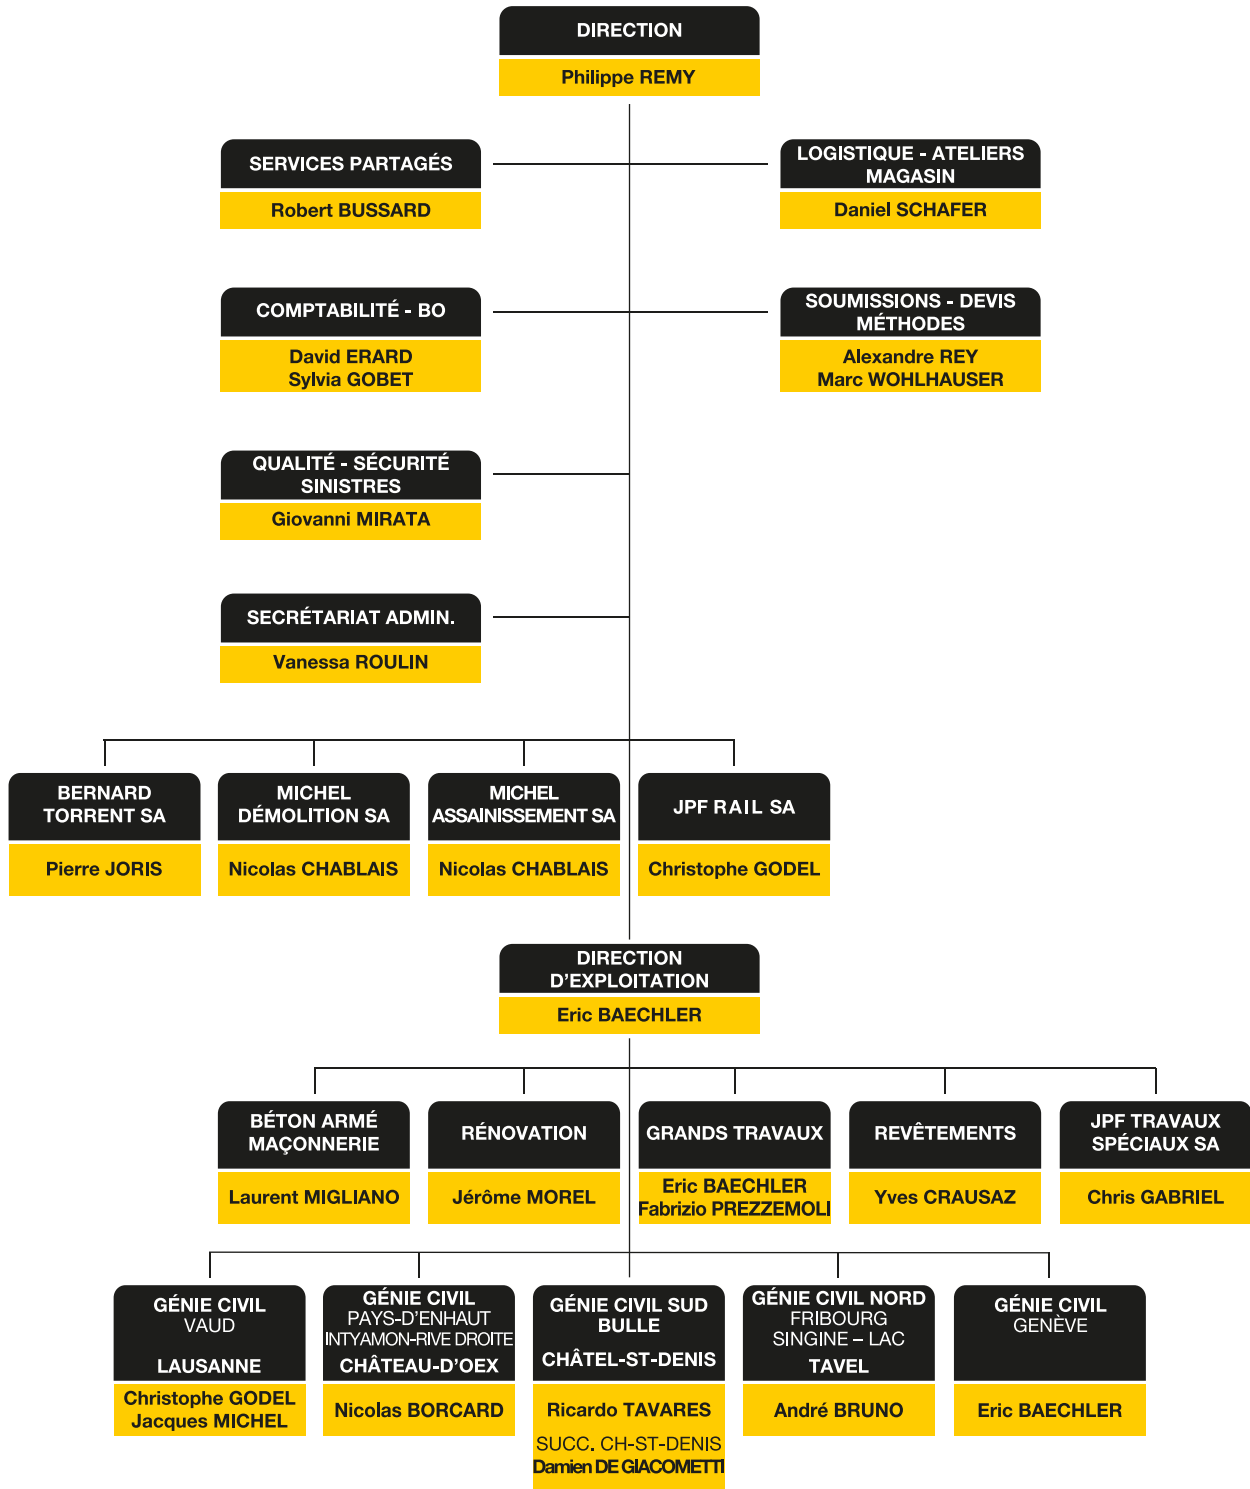 DIRECTION
Philippe REMY
SERVICES PARTAGÉS
Robert BUSSARD
LOGISTIQUE - ATELIERS
MAGASIN
Daniel SCHAFER
COMPTABILITÉ - BO
David ERARD
Sylvia GOBET
SOUMISSIONS - DEVIS
MÉTHODES
Alexandre REY
Marc WOHLHAUSER
QUALITÉ - SÉCURITÉ
SINISTRES
Giovanni MIRATA
SECRÉTARIAT ADMIN.
Vanessa ROULIN
BERNARD
TORRENT SA
Pierre JORIS
MICHEL
DÉMOLITION SA
Nicolas CHABLAIS
MICHEL
ASSAINISSEMENT SA
Nicolas CHABLAIS
JPF RAIL SA
Christophe GODEL
DIRECTION
D'EXPLOITATION
Eric BAECHLER
BÉTON ARMÉ
MAÇONNERIE
Laurent MIGLIANO
RÉNOVATION
Jérôme MOREL
GRANDS TRAVAUX
Eric BAECHLER
Fabrizio PREZZEMOLI
REVÊTEMENTS
Yves CRAUSAZ
JPF TRAVAUX
SPÉCIAUX SA
Chris GABRIEL
GÉNIE CIVIL
VAUD
LAUSANNE
Christophe GODEL
Jacques MICHEL
GÉNIE CIVIL
PAYS-D'ENHAUT
INTYAMON-RIVE DROITE
CHÂTEAU-D'OEX
Nicolas BORCARD
GÉNIE CIVIL SUD
BULLE
CHÂTEL-ST-DENIS
Ricardo TAVARES
SUCC. CH-ST-DENIS
Damien DE GIACOMETTI
GÉNIE CIVIL NORD
FRIBOURG
SINGINE – LAC
TAVEL
André BRUNO
GÉNIE CIVIL
GENÈVE
Eric BAECHLER